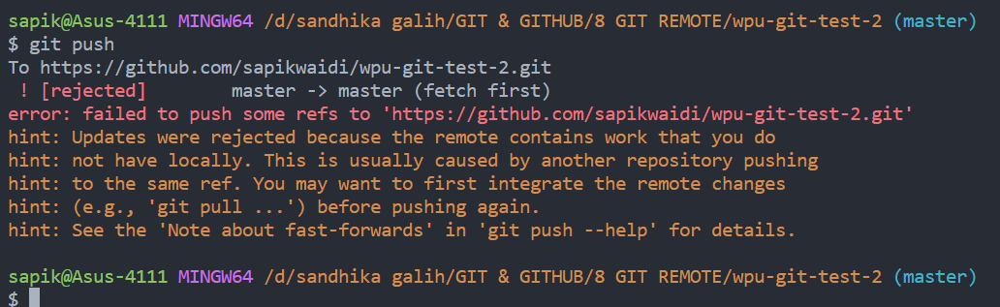 sapik@Asus-4111 MINGW64 /d/sandhika galih/GIT & GITHUB/8 GIT REMOTE/wpu-git-test-2 (master)
$ git push
To https://github.com/sapikwaidi/wpu-git-test-2.git
 ! [rejected]        master -> master (fetch first)
error: failed to push some refs to 'https://github.com/sapikwaidi/wpu-git-test-2.git'
hint: Updates were rejected because the remote contains work that you do
hint: not have locally. This is usually caused by another repository pushing
hint: to the same ref. You may want to first integrate the remote changes
hint: (e.g., 'git pull ...') before pushing again.
hint: See the 'Note about fast-forwards' in 'git push --help' for details.
sapik@Asus-4111 MINGW64 /d/sandhika galih/GIT & GITHUB/8 GIT REMOTE/wpu-git-test-2 (master)
$